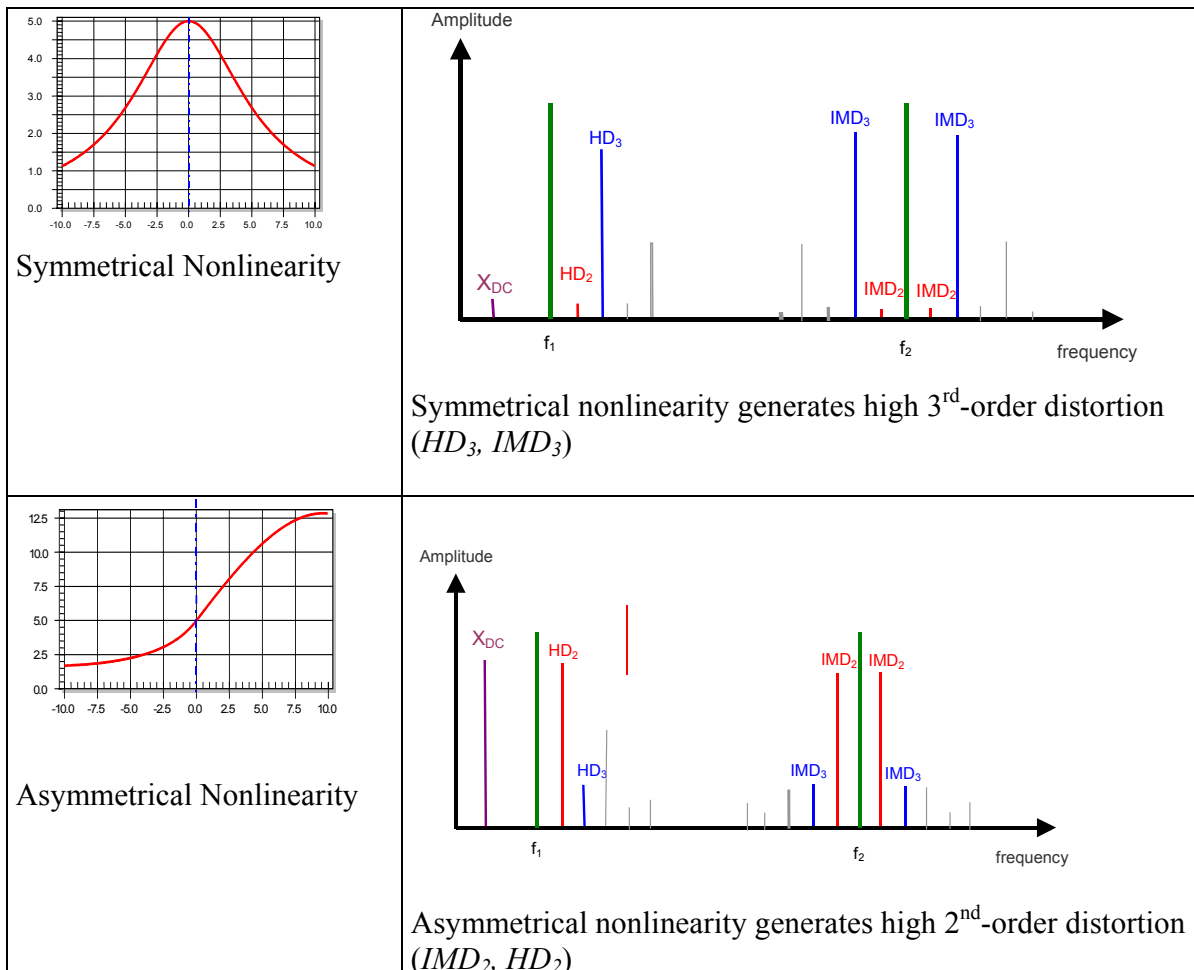 5.0
4.0
3.0
2.0
1.0
0.0
-10.0 -7.5 -5.0 -2.5 0.0 2.5 5.0 7.5 10.0
Symmetrical Nonlinearity
Amplitude
HD3
IMD3
IMD3
XDC
HD2
IMD2
IMD2
f1
f2
frequency
Symmetrical nonlinearity generates high 3rd-order distortion
(HD3, IMD3)
12.5
10.0
7.5
5.0
2.5
0.0
-10.0 -7.5 -5.0 -2.5 0.0 2.5 5.0 7.5 10.0
Asymmetrical Nonlinearity
Amplitude
XDC
HD2
IMD2
IMD2
HD3
IMD3
IMD3
f1
f2
frequency
Asymmetrical nonlinearity generates high 2nd-order distortion
(IMD2, HD2)